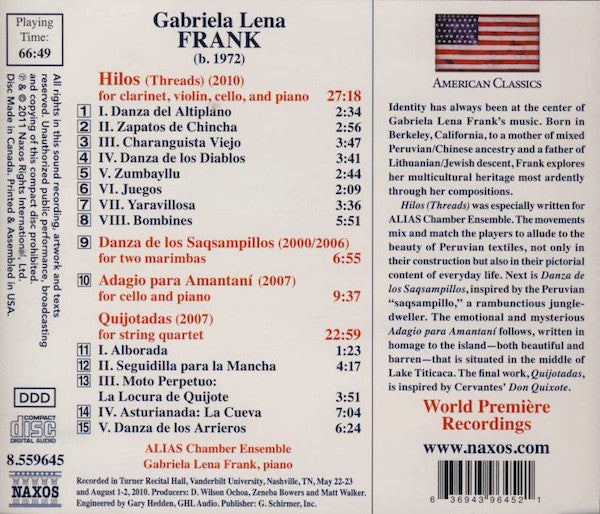 Playing
Time:
66:49
All rights in this sound recording, artwork and texts
reserved. Unauthorized public performance, broadcasting
and copying of this compact disc prohibited.
℗ & © 2011 Naxos Rights International, Ltd.
Disc Made in Canada. Printed & Assembled in USA.
DDD
COMPACT
disc
DIGITAL AUDIO
8.559645
NAXOS
Gabriela Lena
FRANK
(b. 1972)
Hilos (Threads) (2010)
for clarinet, violin, cello, and piano 27:18
1 I. Danza del Altiplano 2:34
2 II. Zapatos de Chincha 2:56
3 III. Charanguista Viejo 3:47
4 IV. Danza de los Diablos 3:41
5 V. Zumbayllu 2:44
6 VI. Juegos 2:09
7 VII. Yaravillosa 3:36
8 VIII. Bombines 5:51
9 Danza de los Saqsampillos (2000/2006)
for two marimbas 6:55
10 Adagio para Amantaní (2007)
for cello and piano 9:37
Quijotadas (2007)
for string quartet 22:59
11 I. Alborada 1:23
12 II. Seguidilla para la Mancha 4:17
13 III. Moto Perpetuo:
La Locura de Quijote 3:51
14 IV. Asturianada: La Cueva 7:04
15 V. Danza de los Arrieros 6:24
ALIAS Chamber Ensemble
Gabriela Lena Frank, piano
Recorded in Turner Recital Hall, Vanderbilt University, Nashville, TN, May 22-23
and August 1-2, 2010. Producers: D. Wilson Ochoa, Zeneba Bowers and Matt Walker.
Engineered by Gary Hedden, GHL Audio. Publisher: G. Schirmer, Inc.
AMERICAN CLASSICS
Identity has always been at the center of
Gabriela Lena Frank's music. Born in
Berkeley, California, to a mother of mixed
Peruvian/Chinese ancestry and a father of
Lithuanian/Jewish descent, Frank explores
her multicultural heritage most ardently
through her compositions.
Hilos (Threads) was especially written for
ALIAS Chamber Ensemble. The movements
mix and match the players to allude to the
beauty of Peruvian textiles, not only in
their construction but also in their pictorial
content of everyday life. Next is Danza de
los Saqsampillos, inspired by the Peruvian
"saqsampillo," a rambunctious jungle-
dweller. The emotional and mysterious
Adagio para Amantaní follows, written in
homage to the island—both beautiful and
barren—that is situated in the middle of
Lake Titicaca. The final work, Quijotadas,
is inspired by Cervantes' Don Quixote.
World Première
Recordings
www.naxos.com
6 36943 96452 1